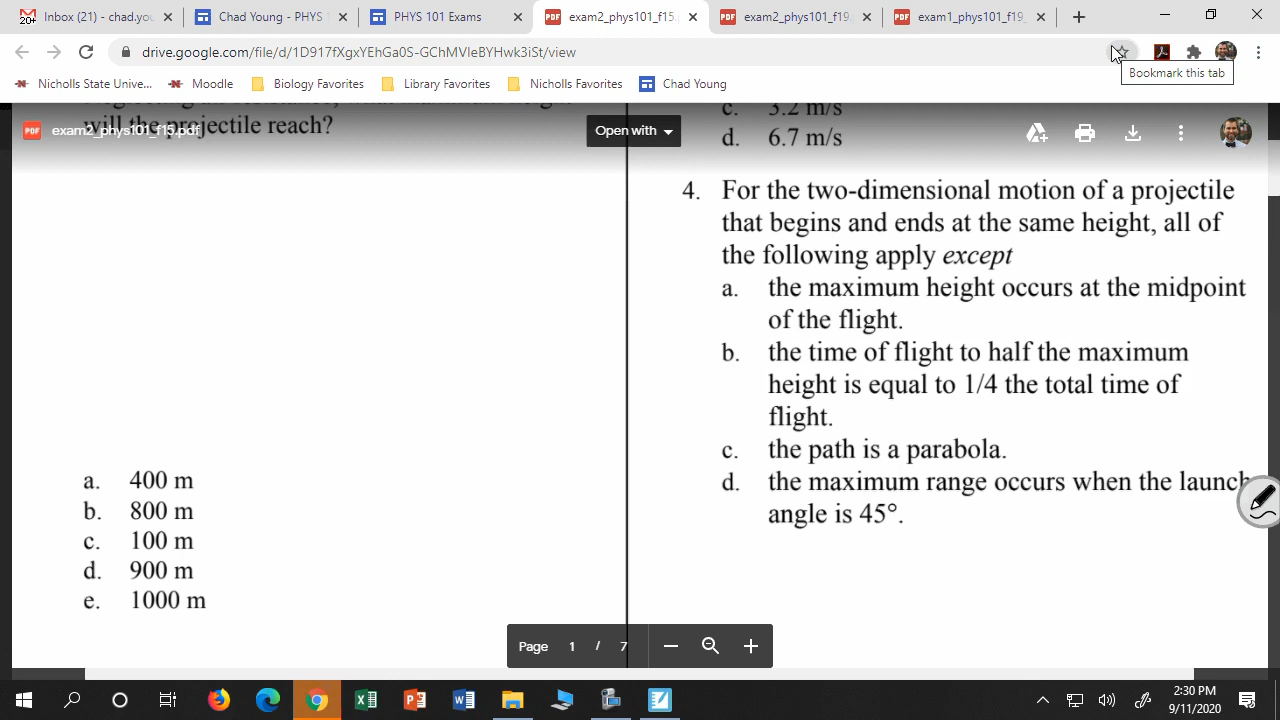 Inbox (21) - chad.you
Chad Young - PHYS
PHYS 101 Exams
exam2_phys101_f15.
exam2_phys101_f19.
exam1_phys101_f19_
drive.google.com/file/d/1D917fXgxYEhGa0S-GChMVleBYHwk3iSt/view
Bookmark this tab
Nicholls State Unive...
Moodle
Biology Favorites
Library Favorites
Nicholls Favorites
Chad Young
PDF
exam2_phys101_f15.pdf
Open with
will the projectile reach?
a. 400 m
b. 800 m
c. 100 m
d. 900 m
e. 1000 m
c. 3.2 m/s
d. 6.7 m/s
4. For the two-dimensional motion of a projectile
that begins and ends at the same height, all of
the following apply except
a. the maximum height occurs at the midpoint
of the flight.
b. the time of flight to half the maximum
height is equal to 1/4 the total time of
flight.
c. the path is a parabola.
d. the maximum range occurs when the launch
angle is 45°.
Page 1 / 7
2:30 PM
9/11/2020